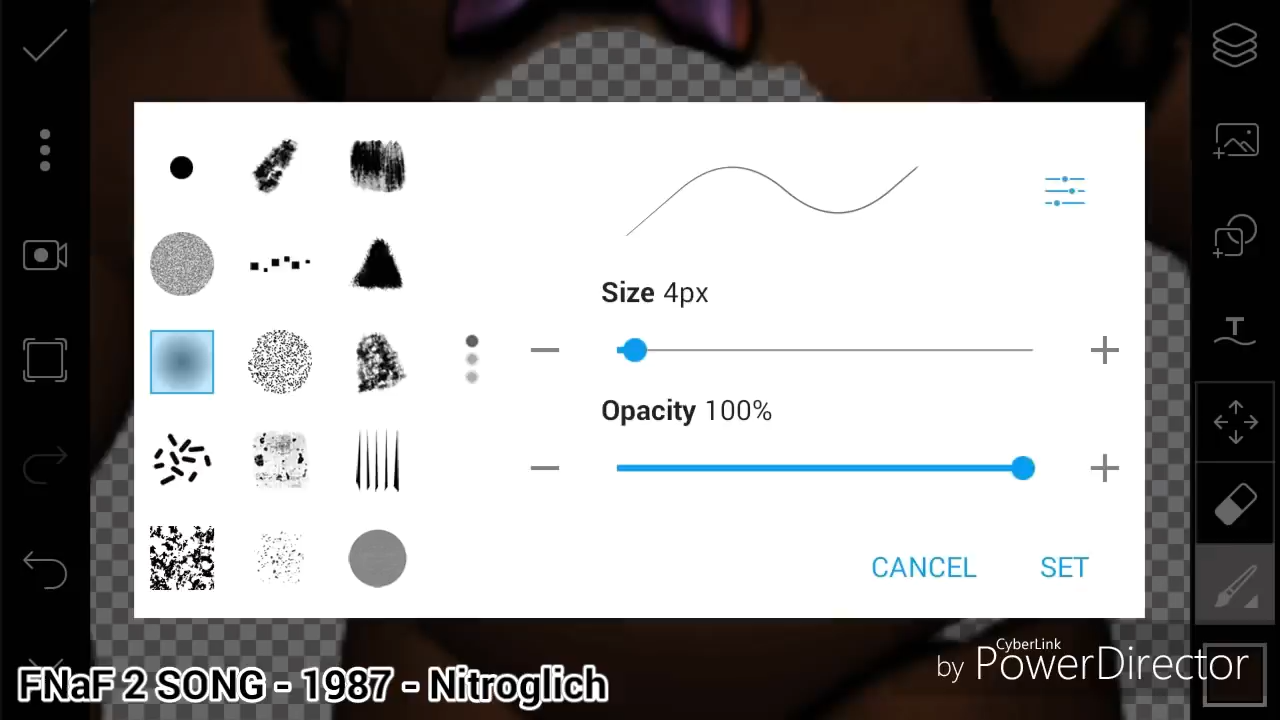 Size 4px
Opacity 100%
CANCEL SET
CyberLink
by PowerDirector
FNaF 2 SONG - 1987 - Nitroglich